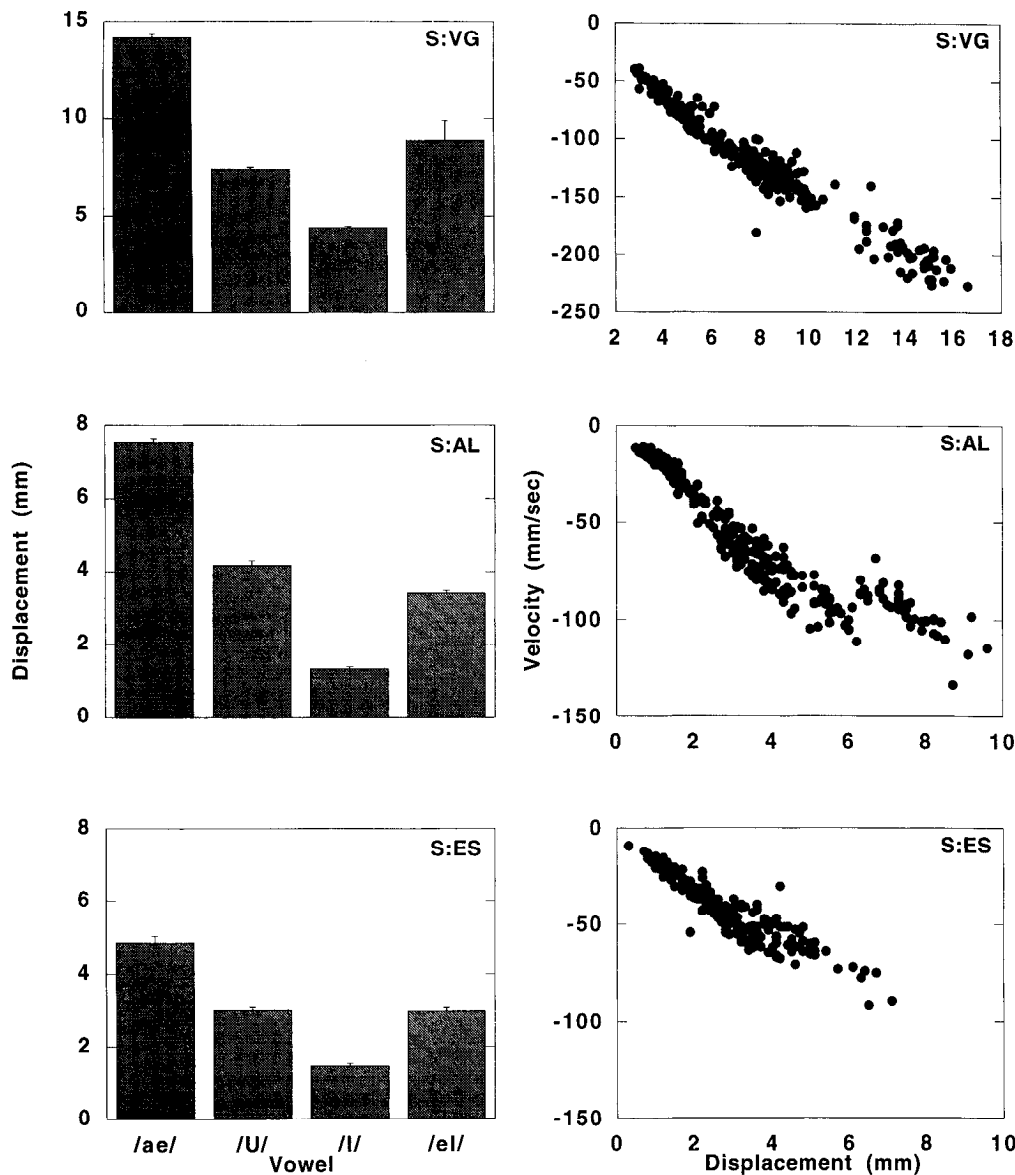 15
10
5
0
S:VG
-0
-50
-100
-150
-200
-250
S:VG
2 4 6 8 10 12 14 16 18
Displacement (mm)
8
6
4
2
0
S:AL
Velocity (mm/sec)
-0
-50
-100
-150
S:AL
0 2 4 6 8 10
8
6
4
2
0
S:ES
/ae/ /U/ /I/ /eI/
Vowel
-0
-50
-100
-150
S:ES
0 2 4 6 8 10
Displacement (mm)